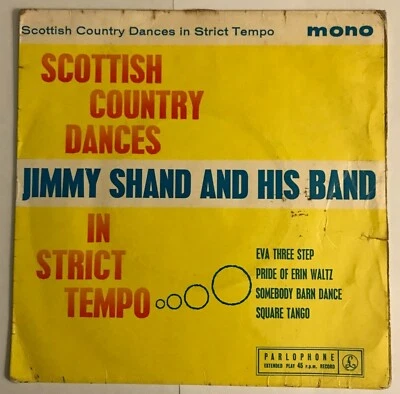 Scottish Country Dances in Strict Tempo mono
SCOTTISH
COUNTRY
DANCES
JIMMY SHAND AND HIS BAND
IN
STRICT
TEMPO
EVA THREE STEP
PRIDE OF ERIN WALTZ
SOMEBODY BARN DANCE
SQUARE TANGO
PARLOPHONE
EXTENDED PLAY 45 r.p.m. RECORD